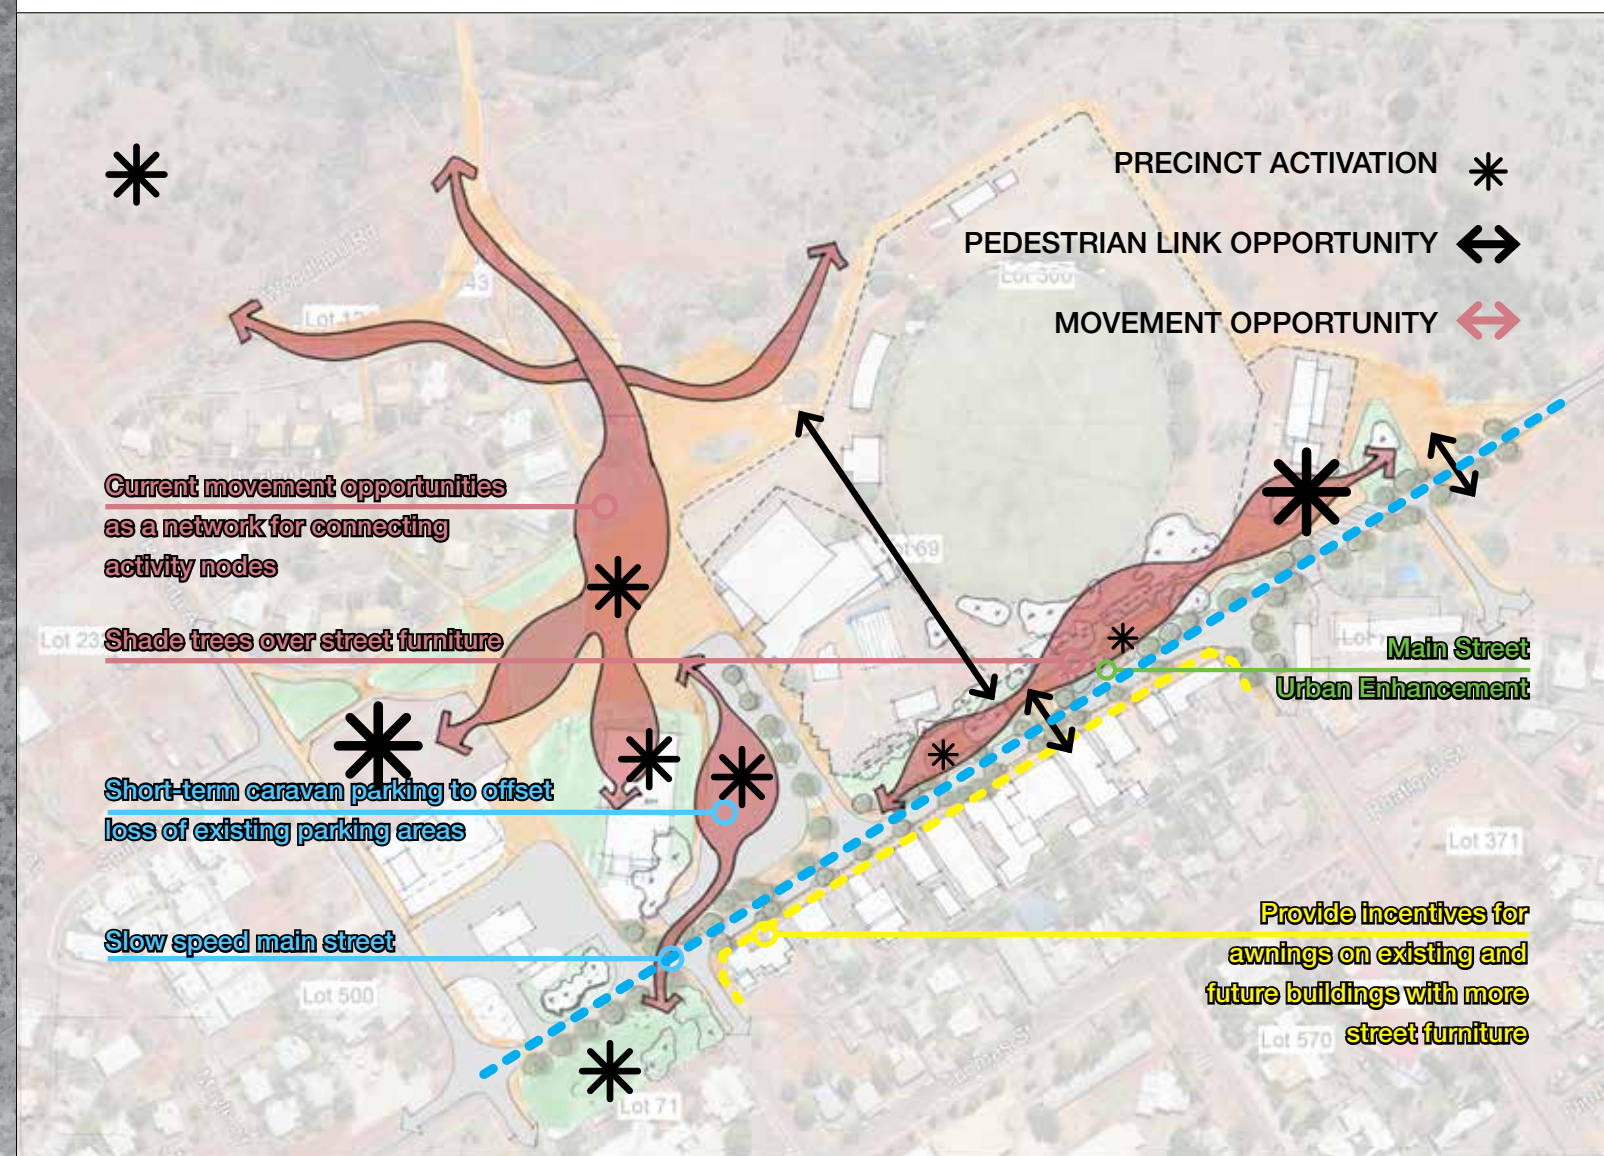 PRECINCT ACTIVATION
PEDESTRIAN LINK OPPORTUNITY
MOVEMENT OPPORTUNITY
Lot 300
Current movement opportunities
as a network for connecting
activity nodes
Shade trees over street furniture
Main Street
Urban Enhancement
Short-term caravan parking to offset
loss of existing parking areas
Lot 371
Provide incentives for
awnings on existing and
future buildings with more
street furniture
Slow speed main street
Lot 500
Lot 570
Lot 71